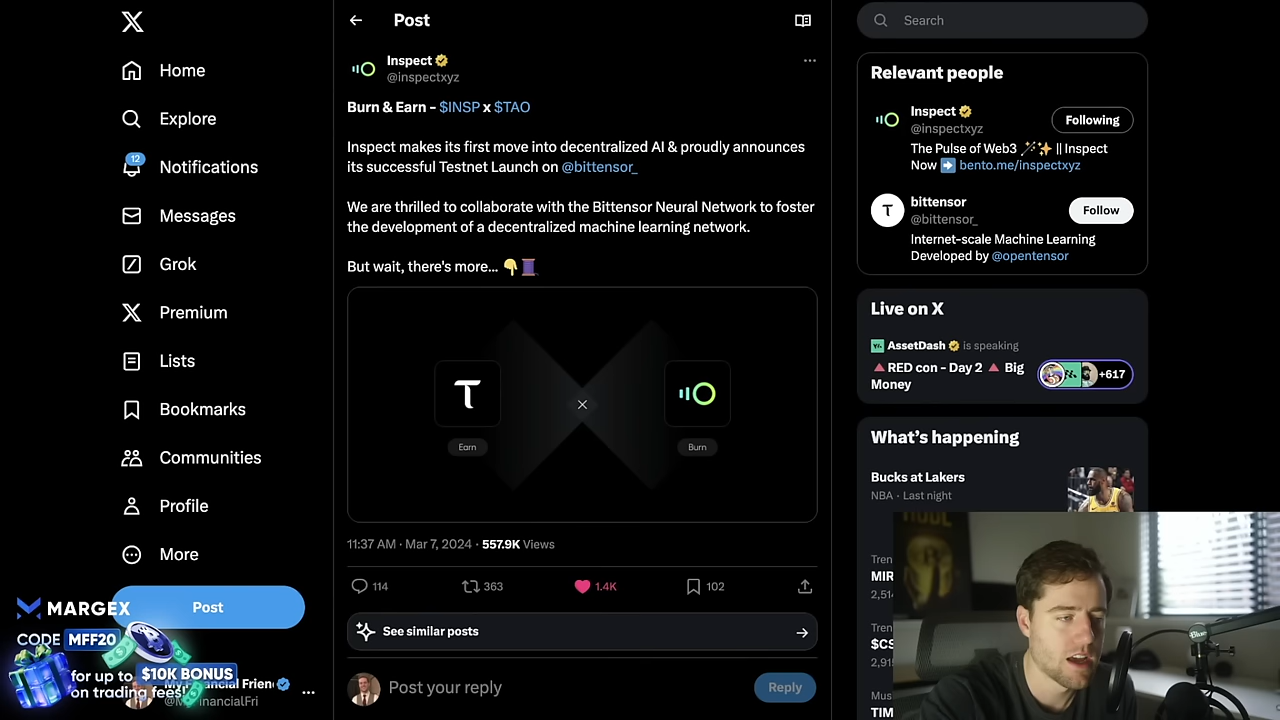 Home
Explore
12
Notifications
Messages
Grok
Premium
Lists
Bookmarks
Communities
Profile
More
Post
MARGEX
CODE MFF20
for up to $10K BONUS
on trading fees!
My Financial Frien
Post
Inspect
@inspectxyz
Burn & Earn - $INSP x $TAO
Inspect makes its first move into decentralized AI & proudly announces
its successful Testnet Launch on @bittensor_
We are thrilled to collaborate with the Bittensor Neural Network to foster
the development of a decentralized machine learning network.
But wait, there's more... 👇🧵
Earn
Burn
11:37 AM · Mar 7, 2024 · 557.9K Views
114 363 1.4K 102
See similar posts
Post your reply
Reply
Search
Relevant people
Inspect
@inspectxyz
Following
The Pulse of Web3 🪄✨ || Inspect
Now ➡️ bento.me/inspectxyz
bittensor
@bittensor_
Follow
Internet-scale Machine Learning
Developed by @opentensor
Live on X
AssetDash is speaking
🔺RED con - Day 2 🔺 Big
Money
+617
What's happening
Bucks at Lakers
NBA · Last night